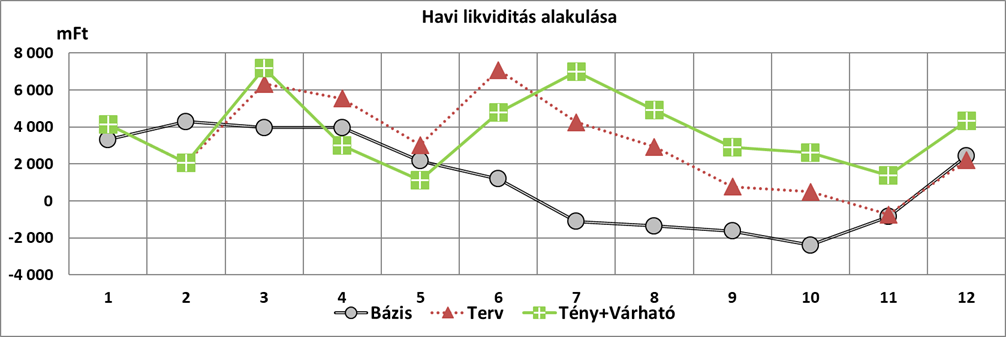 Havi likviditás alakulása
mFt
8 000
6 000
4 000
2 000
0
-2 000
-4 000
1 2 3 4 5 6 7 8 9 10 11 12
Bázis Terv Tény+Várható